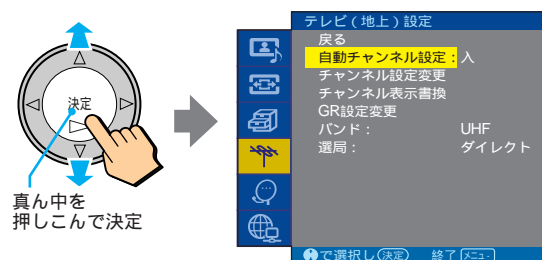 決定
真ん中を
押しこんで決定
テレビ(地上)設定
戻る
自動チャンネル設定:入
チャンネル設定変更
チャンネル表示書換
GR設定変更
バンド: UHF
選局: ダイレクト
で選択し 決定 終了 メニュー